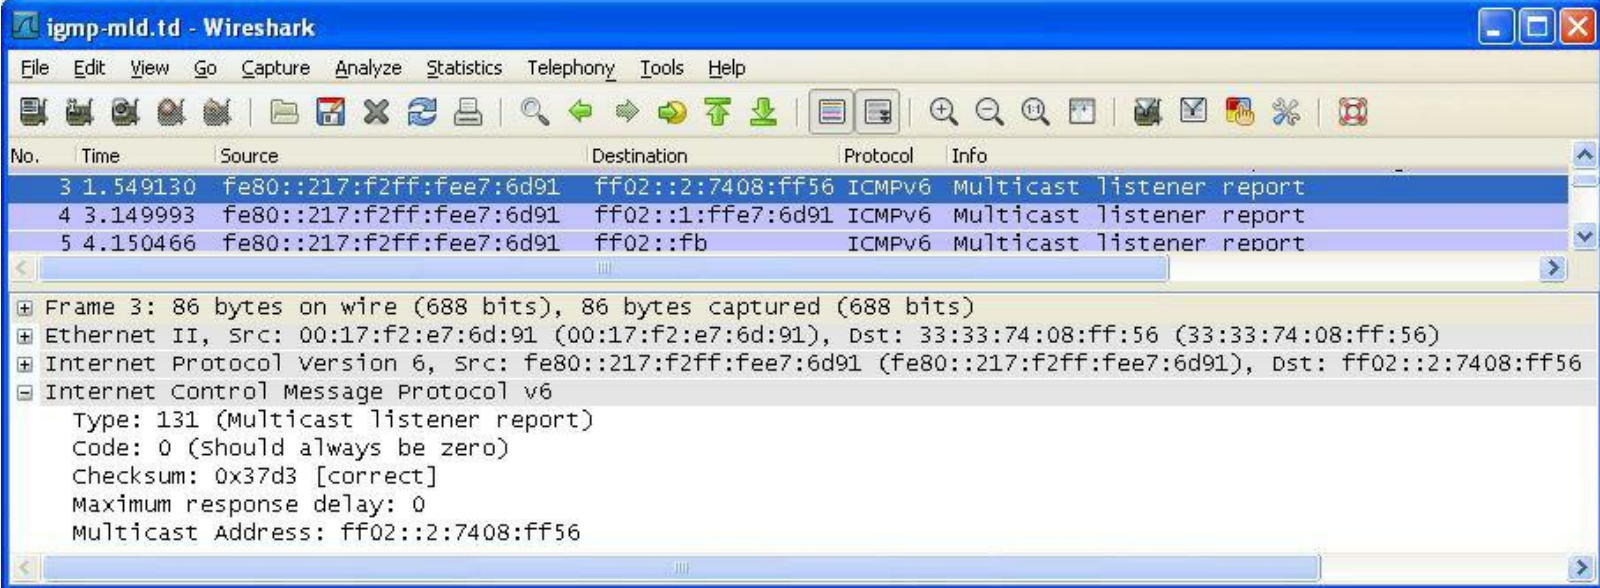 igmp-mld.td - Wireshark
File Edit View Go Capture Analyze Statistics Telephony Tools Help
No. Time Source Destination Protocol Info
3 1.549130 fe80::217:f2ff:fee7:6d91 ff02::2:7408:ff56 ICMPv6 Multicast listener report
4 3.149993 fe80::217:f2ff:fee7:6d91 ff02::1:ffe7:6d91 ICMPv6 Multicast listener report
5 4.150466 fe80::217:f2ff:fee7:6d91 ff02::fb ICMPv6 Multicast listener report
Frame 3: 86 bytes on wire (688 bits), 86 bytes captured (688 bits)
Ethernet II, Src: 00:17:f2:e7:6d:91 (00:17:f2:e7:6d:91), Dst: 33:33:74:08:ff:56 (33:33:74:08:ff:56)
Internet Protocol Version 6, Src: fe80::217:f2ff:fee7:6d91 (fe80::217:f2ff:fee7:6d91), Dst: ff02::2:7408:ff56
Internet Control Message Protocol v6
Type: 131 (Multicast listener report)
Code: 0 (Should always be zero)
Checksum: 0x37d3 [correct]
Maximum response delay: 0
Multicast Address: ff02::2:7408:ff56